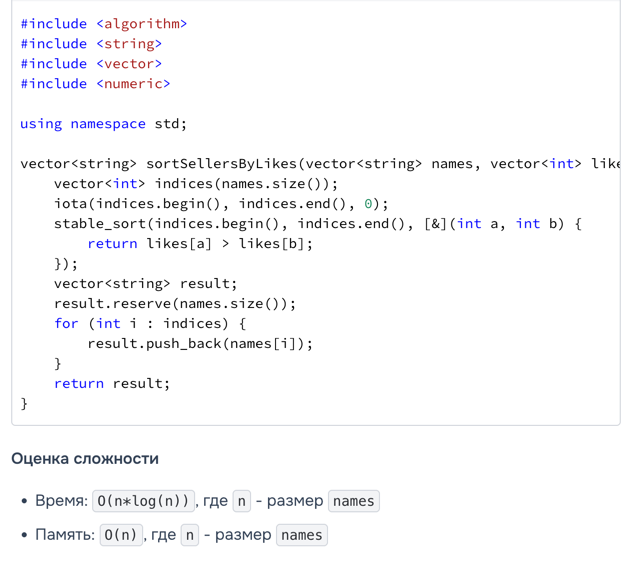 #include <algorithm>
#include <string>
#include <vector>
#include <numeric>
using namespace std;
vector<string> sortSellersByLikes(vector<string> names, vector<int> like
    vector<int> indices(names.size());
    iota(indices.begin(), indices.end(), 0);
    stable_sort(indices.begin(), indices.end(), [&](int a, int b) {
        return likes[a] > likes[b];
    });
    vector<string> result;
    result.reserve(names.size());
    for (int i : indices) {
        result.push_back(names[i]);
    }
    return result;
}
Оценка сложности
• Время: O(n*log(n)), где n - размер names
• Память: O(n), где n - размер names